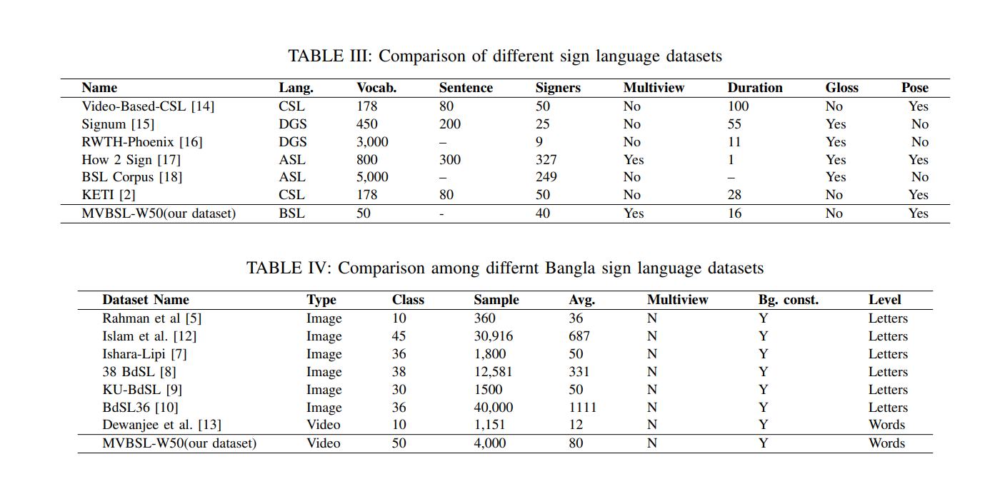 TABLE III: Comparison of different sign language datasets
Name Lang. Vocab. Sentence Signers Multiview Duration Gloss Pose
Video-Based-CSL [14] CSL 178 80 50 No 100 No Yes
Signum [15] DGS 450 200 25 No 55 Yes No
RWTH-Phoenix [16] DGS 3,000 – 9 No 11 Yes No
How 2 Sign [17] ASL 800 300 327 Yes 1 Yes Yes
BSL Corpus [18] ASL 5,000 – 249 No – Yes No
KETI [2] CSL 178 80 50 No 28 No Yes
MVBSL-W50(our dataset) BSL 50 - 40 Yes 16 No Yes
TABLE IV: Comparison among differnt Bangla sign language datasets
Dataset Name Type Class Sample Avg. Multiview Bg. const. Level
Rahman et al [5] Image 10 360 36 N Y Letters
Islam et al. [12] Image 45 30,916 687 N Y Letters
Ishara-Lipi [7] Image 36 1,800 50 N Y Letters
38 BdSL [8] Image 38 12,581 331 N Y Letters
KU-BdSL [9] Image 30 1500 50 N Y Letters
BdSL36 [10] Image 36 40,000 1111 N Y Letters
Dewanjee et al. [13] Video 10 1,151 12 N Y Words
MVBSL-W50(our dataset) Video 50 4,000 80 N Y Words